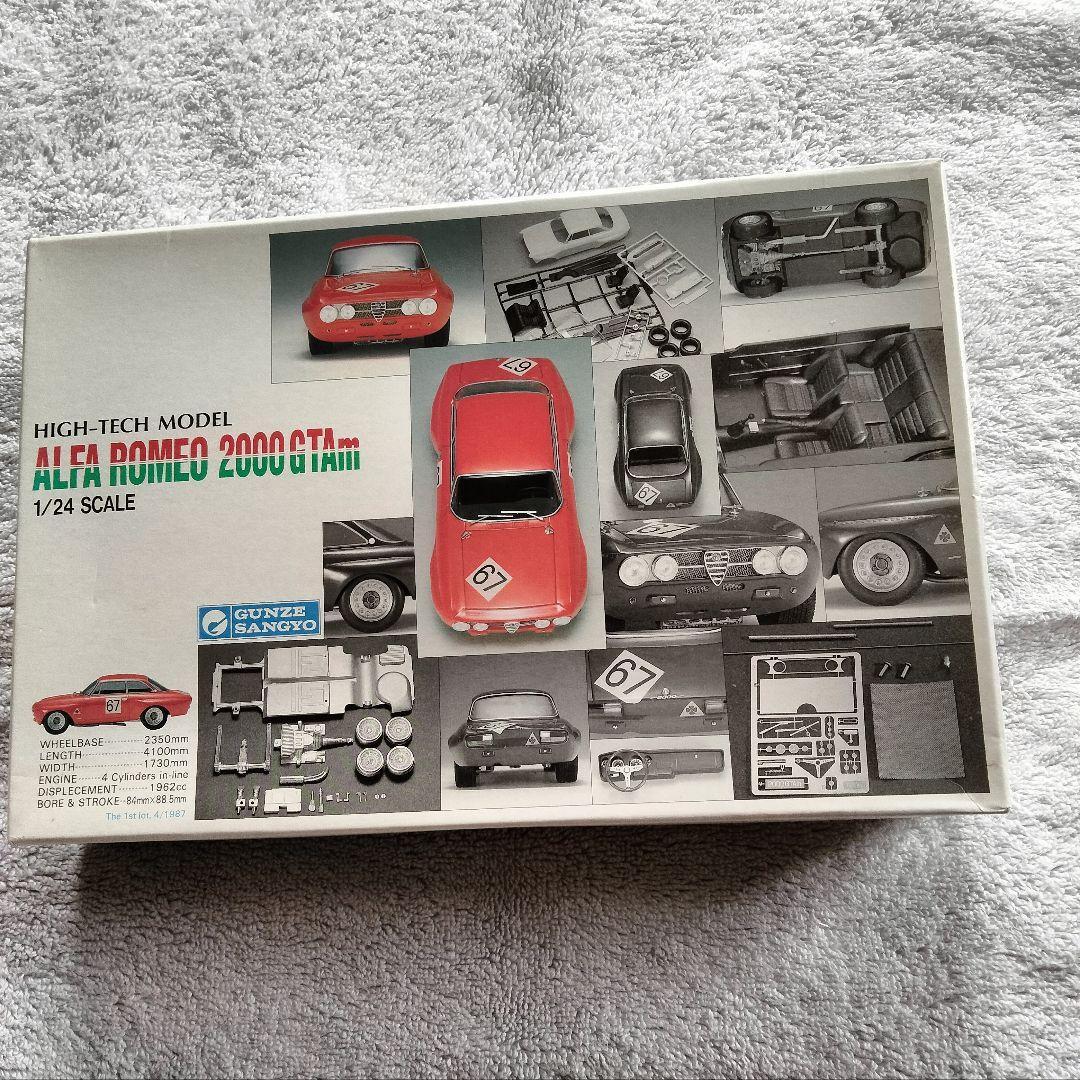 HIGH-TECH MODEL
ALFA ROMEO 2000GTAm
1/24 SCALE
67
67
67
67
67
67
GUNZE
SANGYO
67
WHEELBASE··········2350mm
LENGTH··············4100mm
WIDTH···············1730mm
ENGINE······4 Cylinders in-line
DISPLECEMENT·········1962cc
BORE & STROKE··84mm×88.5mm
The 1st lot. 4/1987